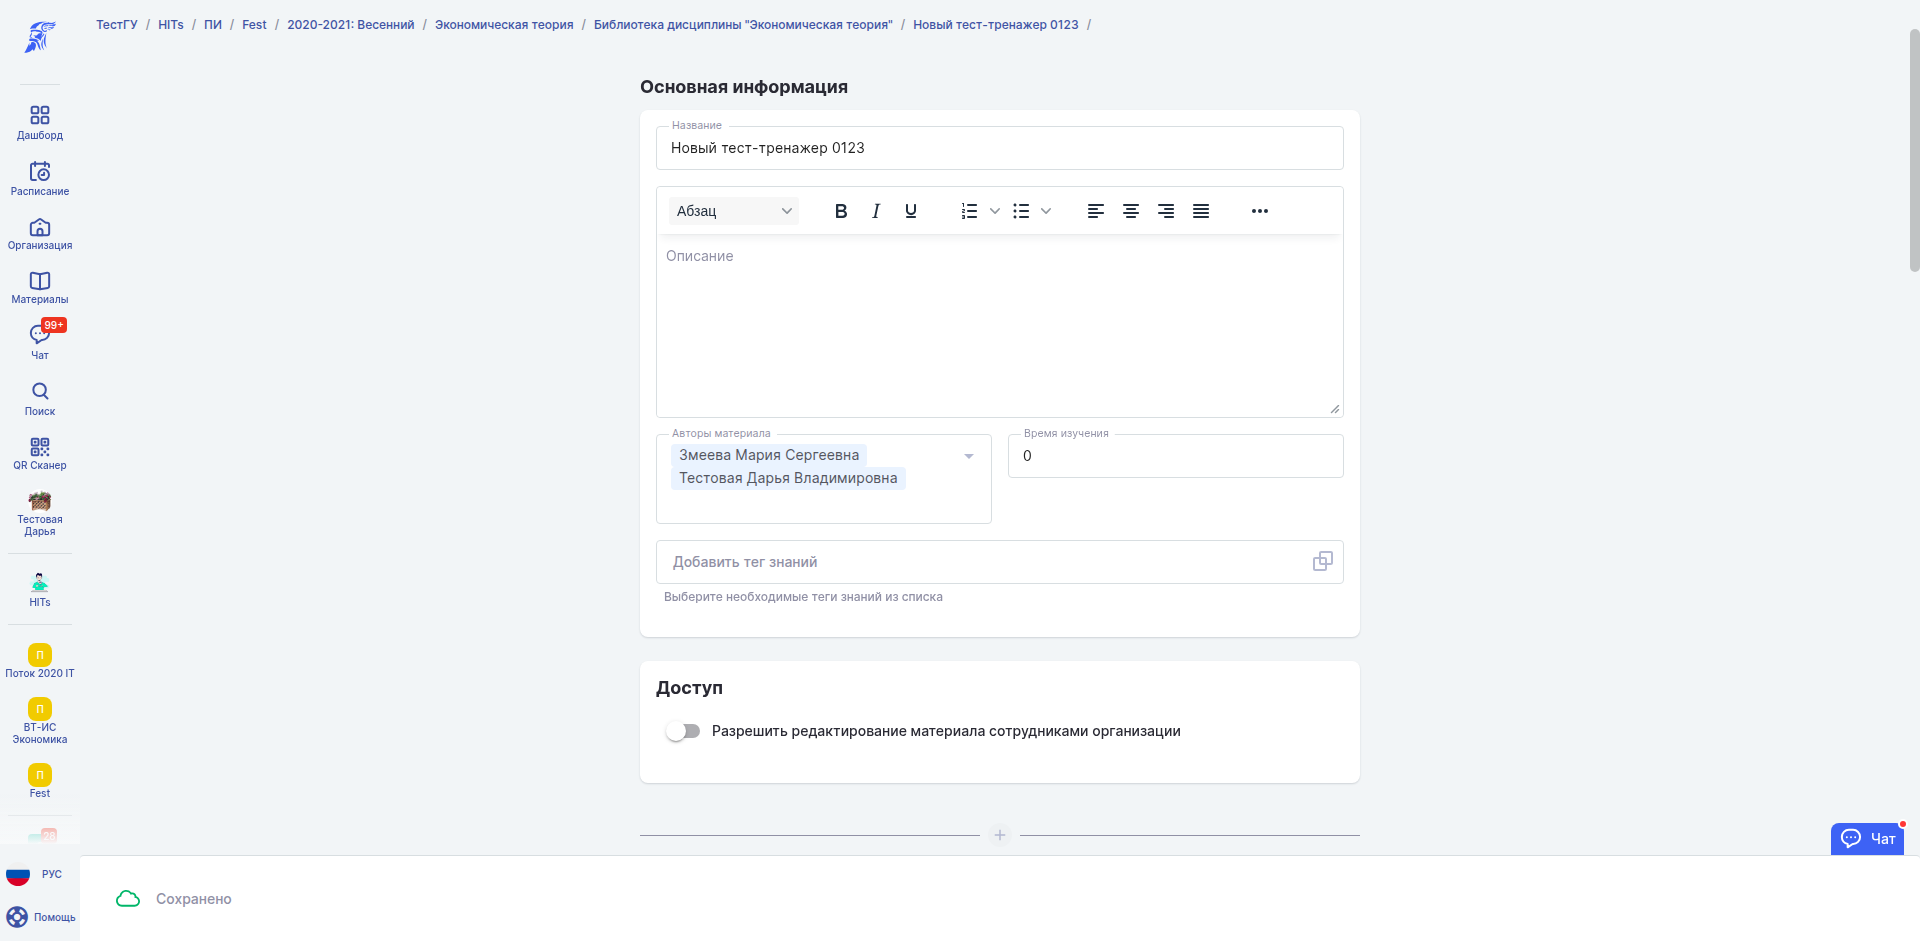 ТестГУ / HITs / ПИ / Fest / 2020-2021: Весенний / Экономическая теория / Библиотека дисциплины "Экономическая теория" / Новый тест-тренажер 0123 /
Дашборд
Расписание
Организация
Материалы
99+
Чат
Поиск
QR Сканер
Тестовая
Дарья
HITs
П
Поток 2020 IT
П
ВТ-ИС
Экономика
П
Fest
28
РУС
Помощь
Основная информация
Название
Новый тест-тренажер 0123
Абзац
Описание
Авторы материала
Змеева Мария Сергеевна
Тестовая Дарья Владимировна
Время изучения
0
Добавить тег знаний
Выберите необходимые теги знаний из списка
Доступ
Разрешить редактирование материала сотрудниками организации
Чат
Сохранено